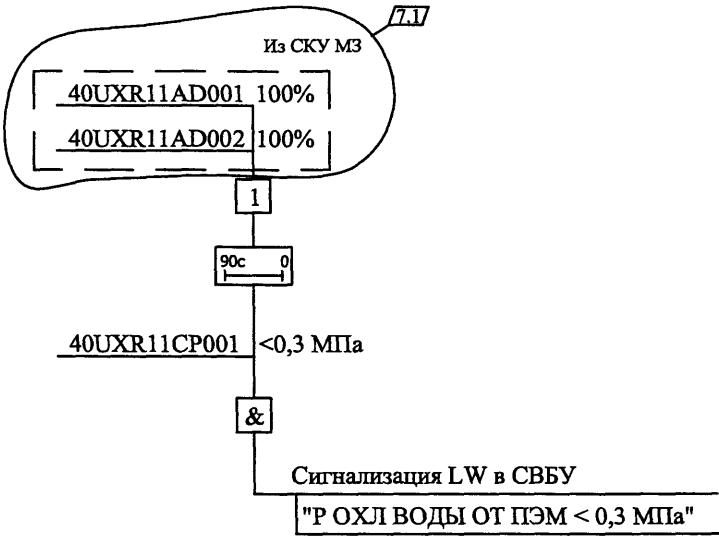 7.1
Из СКУ МЗ
40UXR11AD001 100%
40UXR11AD002 100%
1
90с 0
40UXR11CP001 <0,3 МПа
&
Сигнализация LW в СВБУ
"Р ОХЛ ВОДЫ ОТ ПЭМ < 0,3 МПа"